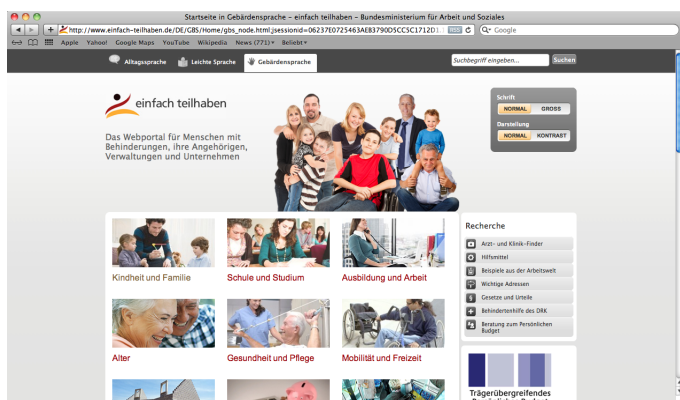 Startseite in Gebärdensprache – einfach teilhaben – Bundesministerium für Arbeit und Soziales
http://www.einfach-teilhaben.de/DE/GBS/Home/gbs_node.html;jsessionid=06237E0725463AEB3790D5CC5C1712D3. RSS Google
Apple Yahoo! Google Maps YouTube Wikipedia News (771) Beliebt
Alltagssprache Leichte Sprache Gebärdensprache Suchbegriff eingeben... Suchen
einfach teilhaben
Das Webportal für Menschen mit
Behinderungen, ihre Angehörigen,
Verwaltungen und Unternehmen
Schrift
NORMAL GROSS
Darstellung
NORMAL KONTRAST
Kindheit und Familie
Schule und Studium
Ausbildung und Arbeit
Alter
Gesundheit und Pflege
Mobilität und Freizeit
Recherche
Arzt- und Klinik-Finder
Hilfsmittel
Beispiele aus der Arbeitswelt
Wichtige Adressen
Gesetze und Urteile
Behindertenhilfe des DRK
Beratung zum Persönlichen
Budget
Trägerübergreifendes
Persönliches Budget